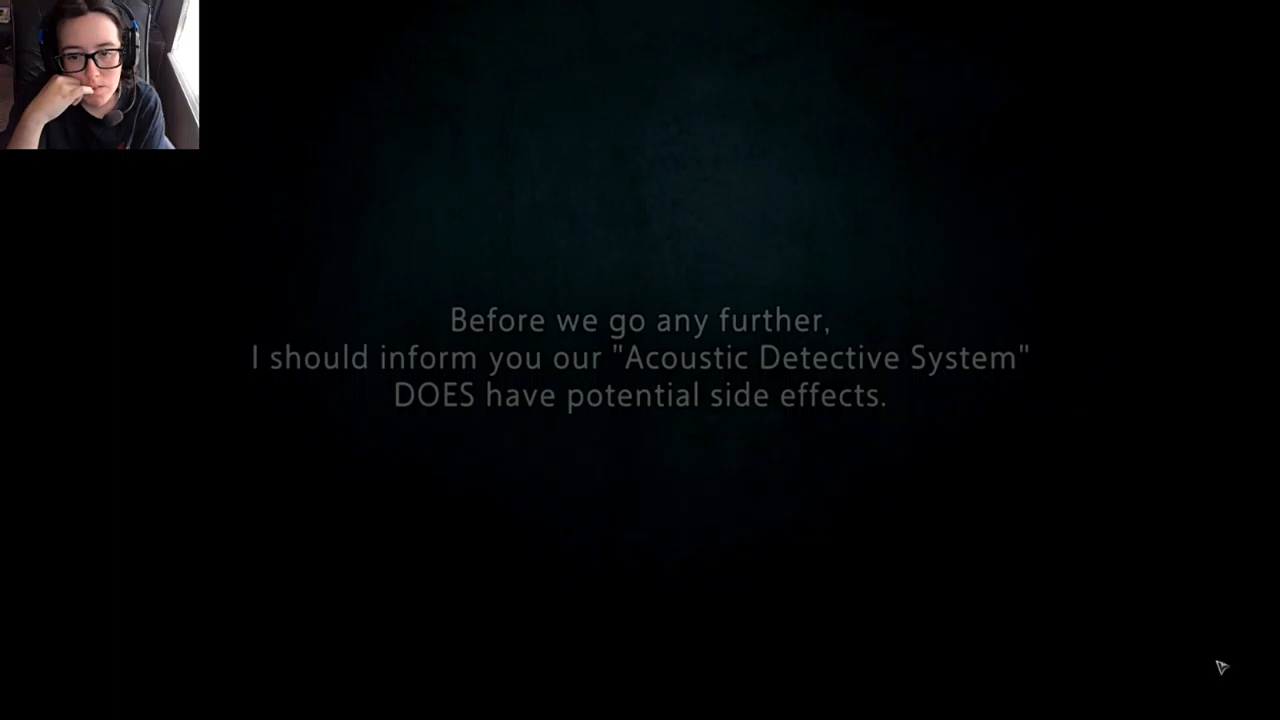 Before we go any further,
I should inform you our "Acoustic Detective System"
DOES have potential side effects.